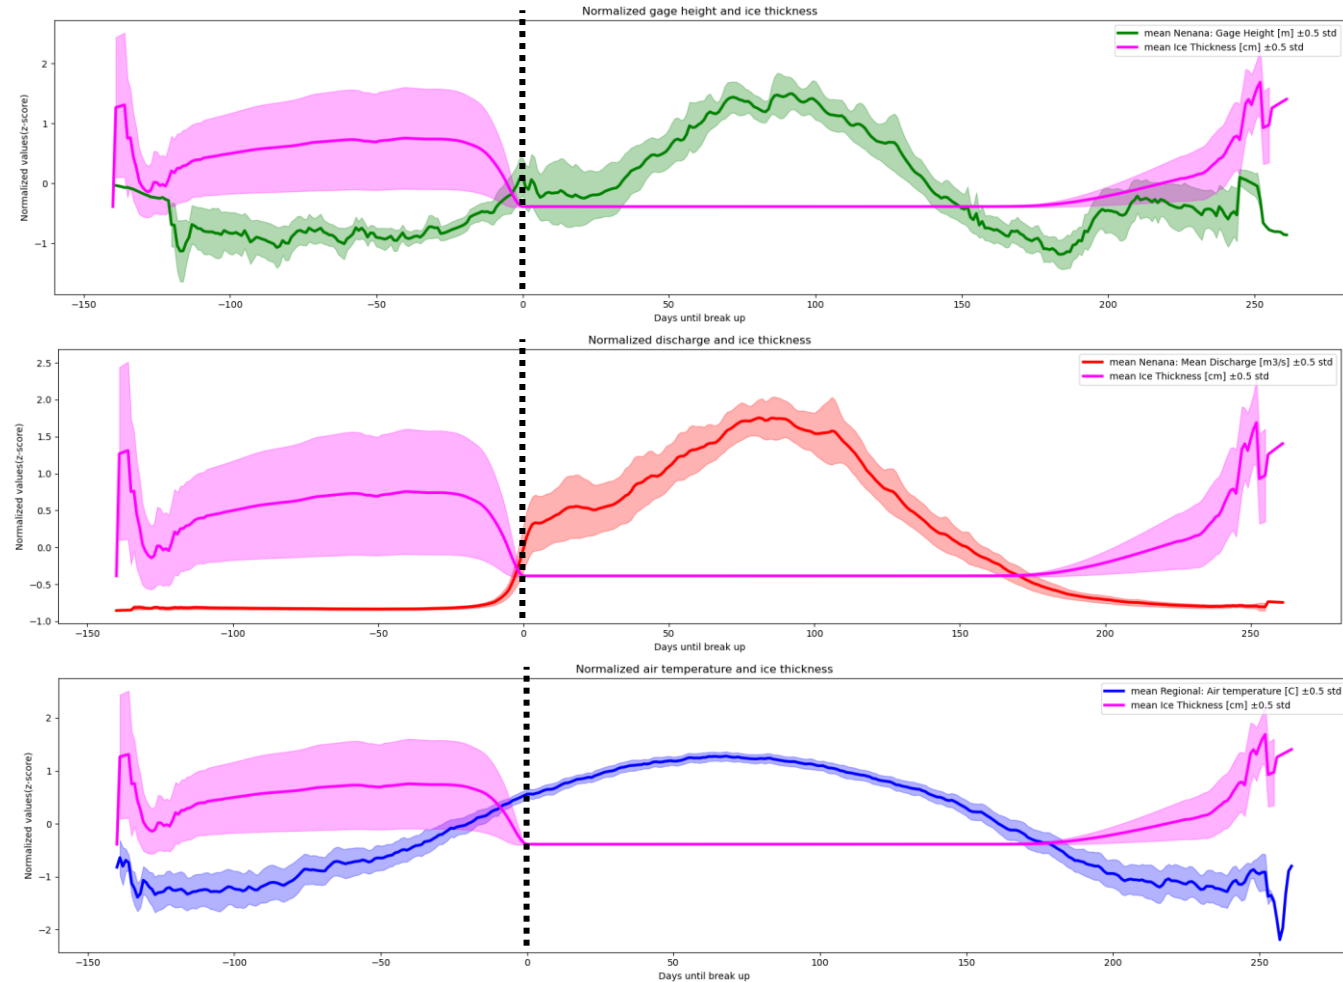 Normalized gage height and ice thickness
mean Nenana: Gage Height [m] ±0.5 std
mean Ice Thickness [cm] ±0.5 std
Normalized values(z-score)
2
1
0
−1
−150
−100
−50
0
50
100
150
200
250
Days until break up
Normalized discharge and ice thickness
mean Nenana: Mean Discharge [m3/s] ±0.5 std
mean Ice Thickness [cm] ±0.5 std
Normalized values(z-score)
2.5
2.0
1.5
1.0
0.5
0.0
−0.5
−1.0
−150
−100
−50
0
50
100
150
200
250
Days until break up
Normalized air temperature and ice thickness
mean Regional: Air temperature [C] ±0.5 std
mean Ice Thickness [cm] ±0.5 std
Normalized values(z-score)
2
1
0
−1
−2
−150
−100
−50
0
50
100
150
200
250
Days until break up